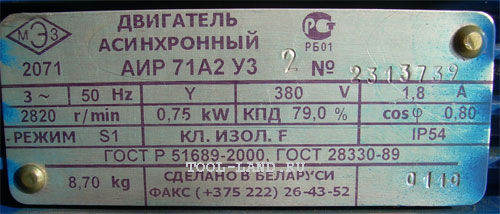 МЭЗ
ДВИГАТЕЛЬ
АСИНХРОННЫЙ
РСТ
РБ01
2071 АИР 71А2 У3 2 № 2313739
3~ 50 Hz Y 380 V 1,8 A
2820 r/min 0,75 kW КПД 79,0% cosφ 0,80
РЕЖИМ S1 КЛ. ИЗОЛ. F IP54
ГОСТ Р 51689-2000, ГОСТ 28330-89
TOOL-LAND.RU
8,70 kg СДЕЛАНО В БЕЛАРУСИ
ФАКС (+375 222) 26-43-52
0119